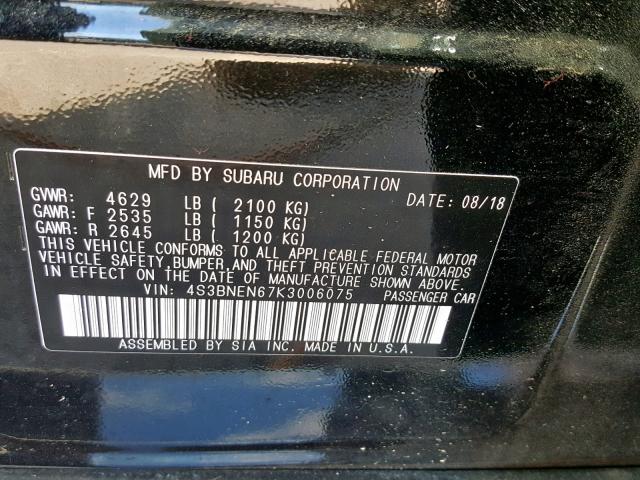 MFD BY SUBARU CORPORATION
GVWR: 4629 LB ( 2100 KG) DATE: 08/18
GAWR: F 2535 LB ( 1150 KG)
GAWR: R 2645 LB ( 1200 KG)
THIS VEHICLE CONFORMS TO ALL APPLICABLE FEDERAL MOTOR
VEHICLE SAFETY, BUMPER, AND THEFT PREVENTION STANDARDS
IN EFFECT ON THE DATE OF MANUFACTURE SHOWN ABOVE.
VIN: 4S3BNEN67K3006075 PASSENGER CAR
ASSEMBLED BY SIA INC. MADE IN U.S.A.